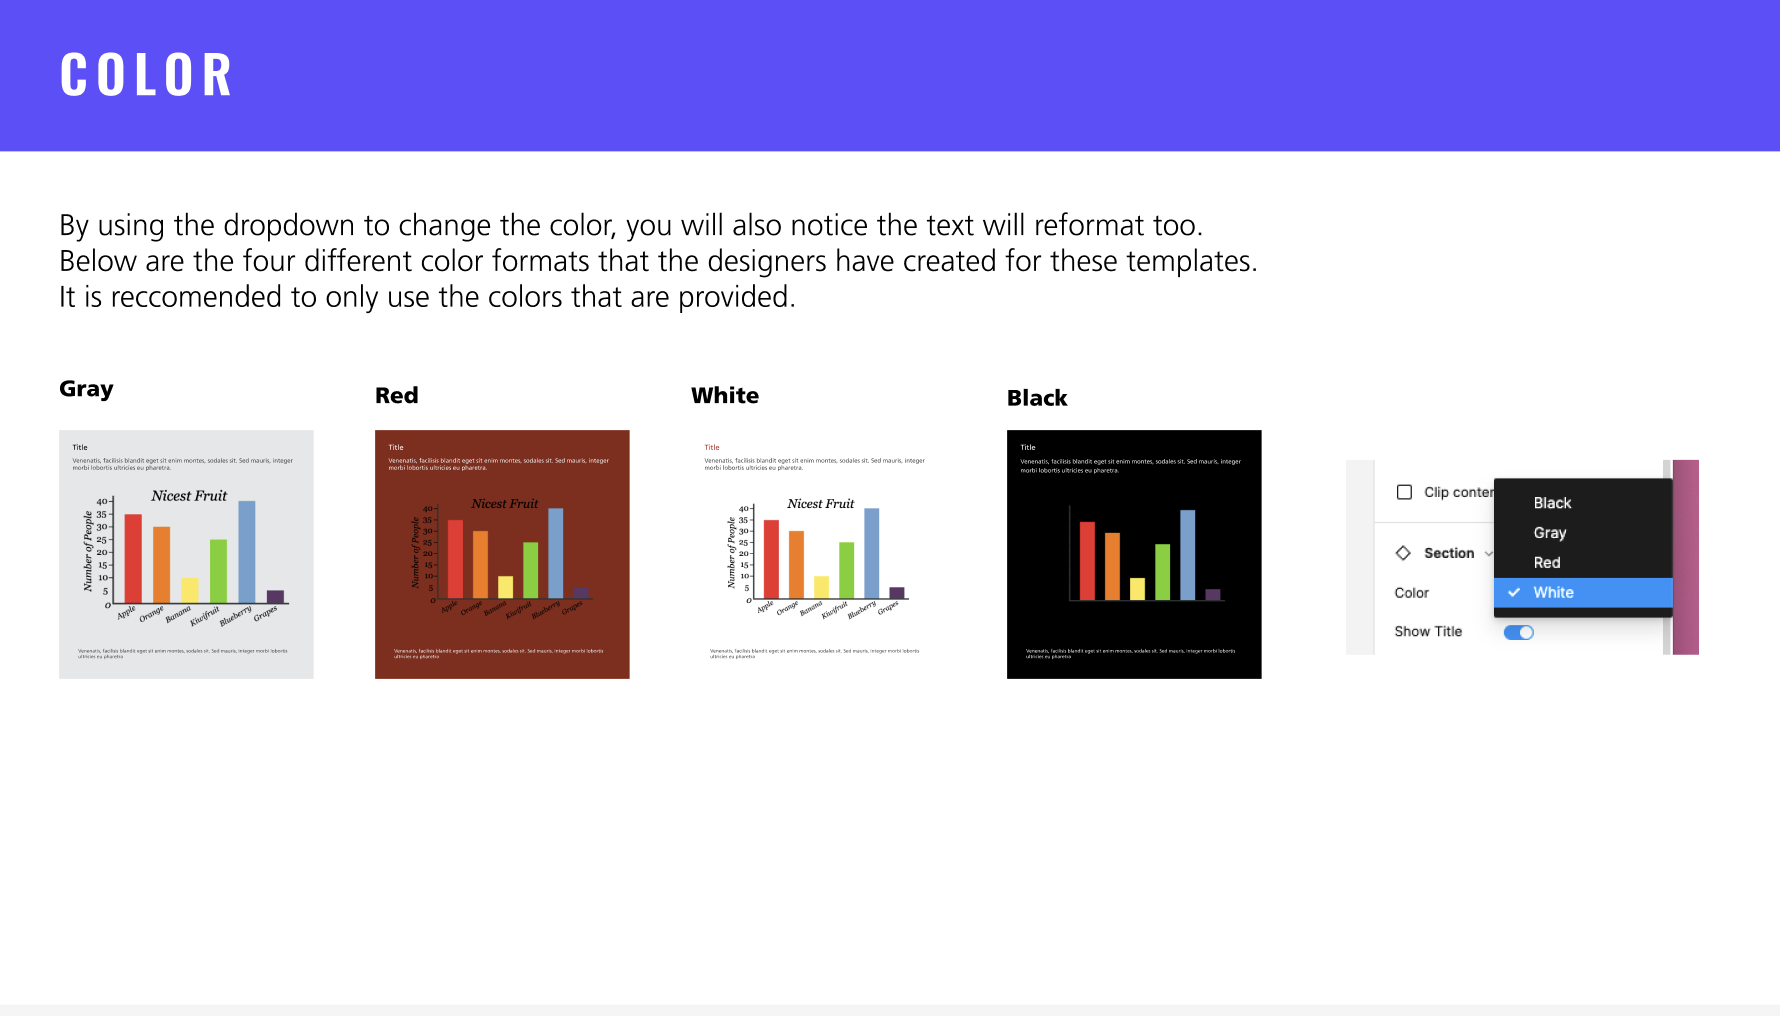 COLOR
By using the dropdown to change the color, you will also notice the text will reformat too.
Below are the four different color formats that the designers have created for these templates.
It is reccomended to only use the colors that are provided.
Gray
Title
Venenatis, facilisis blandit eget sit enim montes, sodales sit. Sed mauris, integer
morbi lobortis ultricies eu pharetra.
Nicest Fruit
Number of People
40
35
30
25
20
15
10
5
0
Apple
Orange
Banana
Kiwifruit
Blueberry
Grapes
Venenatis, facilisis blandit eget sit enim montes, sodales sit. Sed mauris, integer morbi lobortis
ultricies eu pharetra
Red
Title
Venenatis, facilisis blandit eget sit enim montes, sodales sit. Sed mauris, integer
morbi lobortis ultricies eu pharetra.
Nicest Fruit
Number of People
40
35
30
25
20
15
10
5
0
Apple
Orange
Banana
Kiwifruit
Blueberry
Grapes
Venenatis, facilisis blandit eget sit enim montes, sodales sit. Sed mauris, integer morbi lobortis
ultricies eu pharetra
White
Title
Venenatis, facilisis blandit eget sit enim montes, sodales sit. Sed mauris, integer
morbi lobortis ultricies eu pharetra.
Nicest Fruit
Number of People
40
35
30
25
20
15
10
5
0
Apple
Orange
Banana
Kiwifruit
Blueberry
Grapes
Venenatis, facilisis blandit eget sit enim montes, sodales sit. Sed mauris, integer morbi lobortis
ultricies eu pharetra
Black
Title
Venenatis, facilisis blandit eget sit enim montes, sodales sit. Sed mauris, integer
morbi lobortis ultricies eu pharetra.
Venenatis, facilisis blandit eget sit enim montes, sodales sit. Sed mauris, integer morbi lobortis
ultricies eu pharetra
Clip conten
Section
Color
Show Title
Black
Gray
Red
White